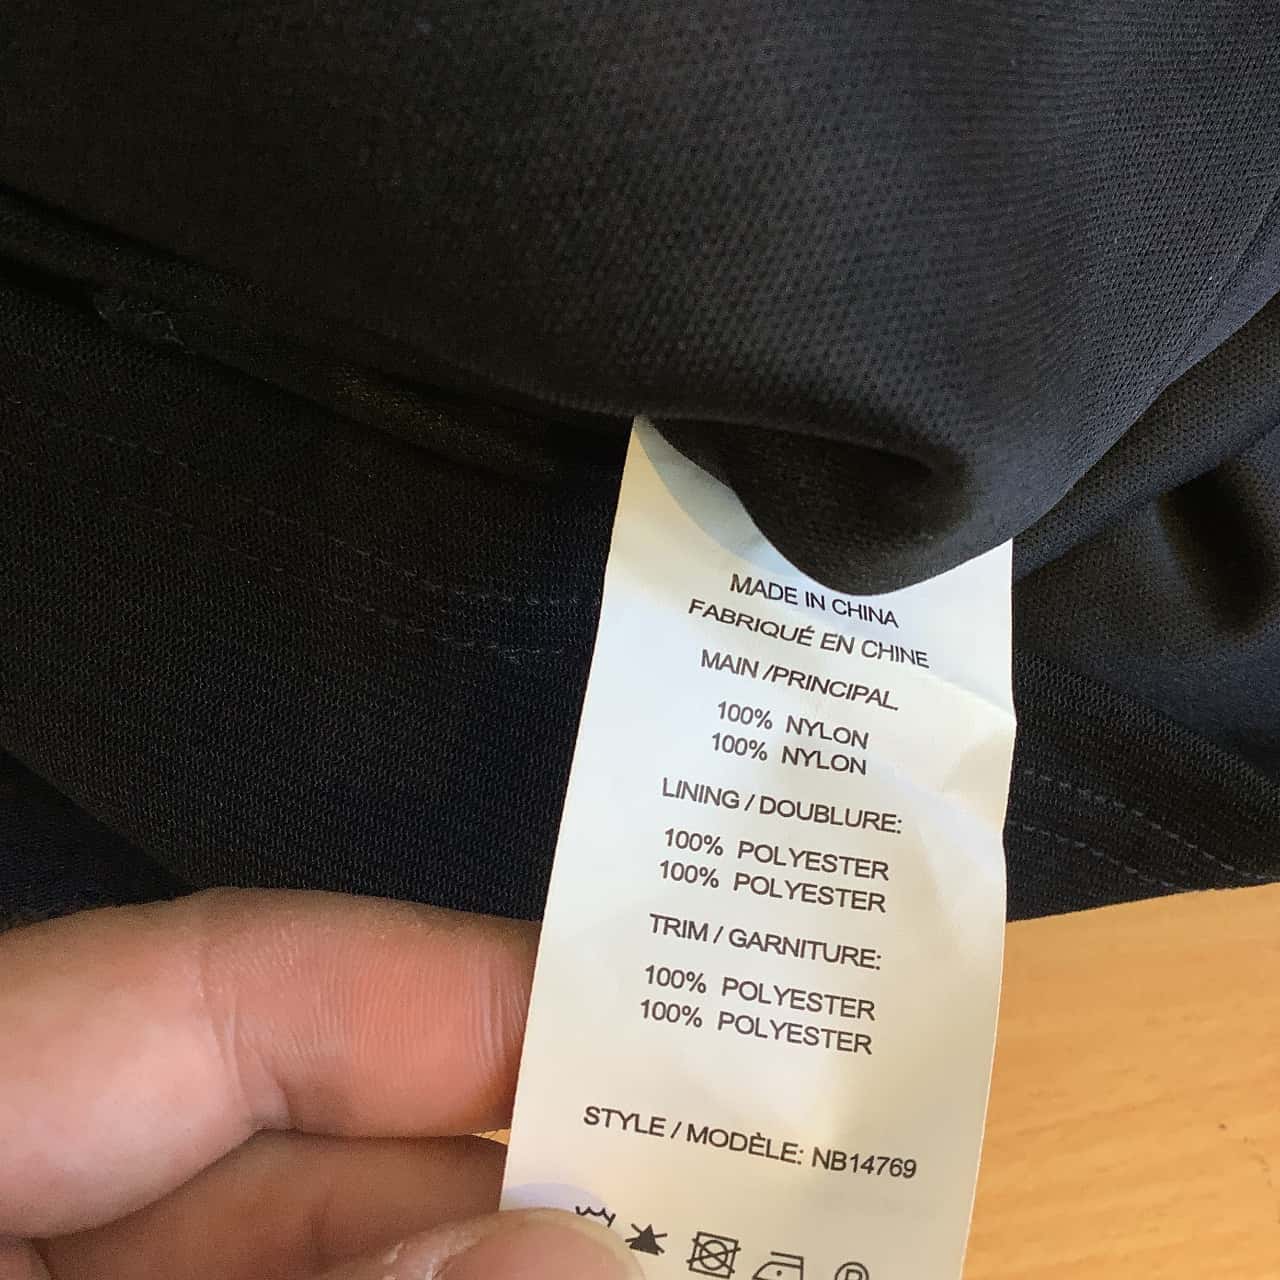 MADE IN CHINA
FABRIQUÉ EN CHINE
MAIN /PRINCIPAL
100% NYLON
100% NYLON
LINING / DOUBLURE:
100% POLYESTER
100% POLYESTER
TRIM / GARNITURE:
100% POLYESTER
100% POLYESTER
STYLE / MODÈLE: NB14769
P